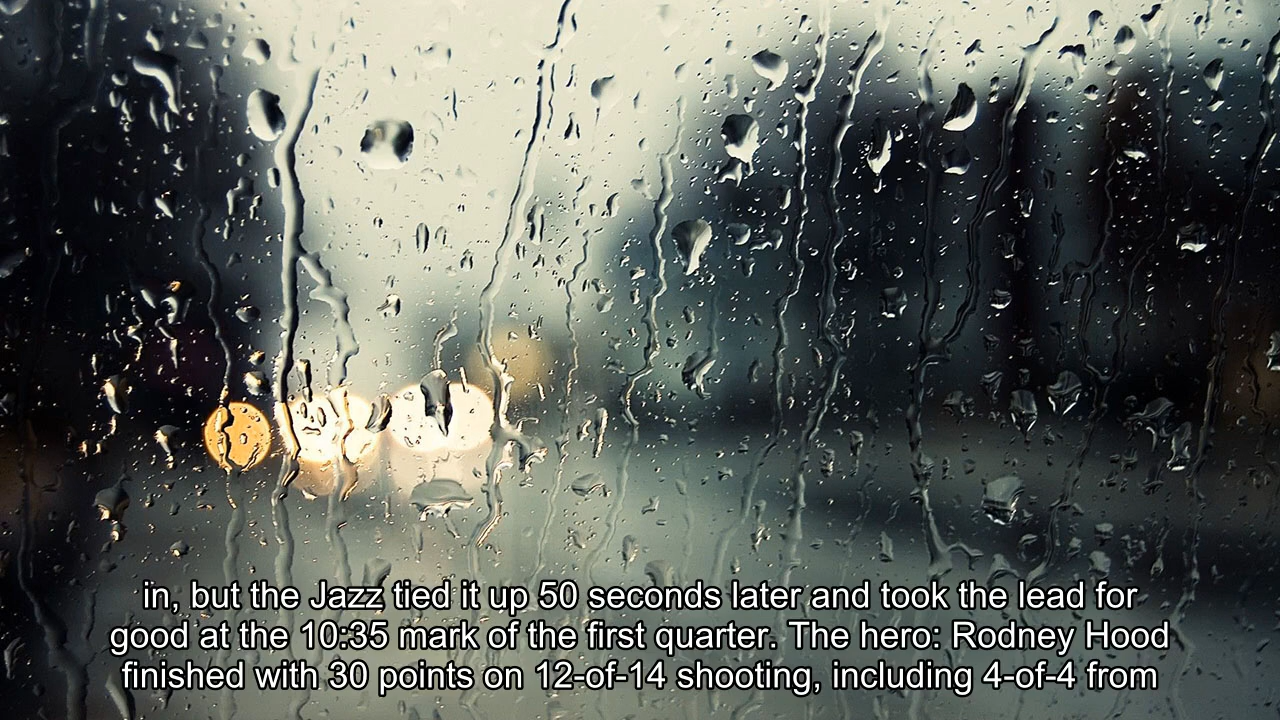 in, but the Jazz tied it up 50 seconds later and took the lead for
good at the 10:35 mark of the first quarter. The hero: Rodney Hood
finished with 30 points on 12-of-14 shooting, including 4-of-4 from